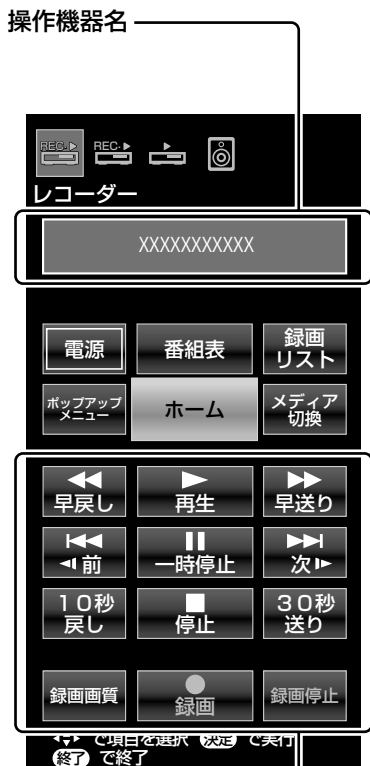 操作機器名
REC REC
レコーダー
XXXXXXXXXXX
電源 番組表 録画
リスト
ポップアップ
メニュー ホーム メディア
切換
早戻し 再生 早送り
前 一時停止 次
10秒
戻し 停止 30秒
送り
録画画質 録画 録画停止
で項目を選択 決定 で実行
終了 で終了